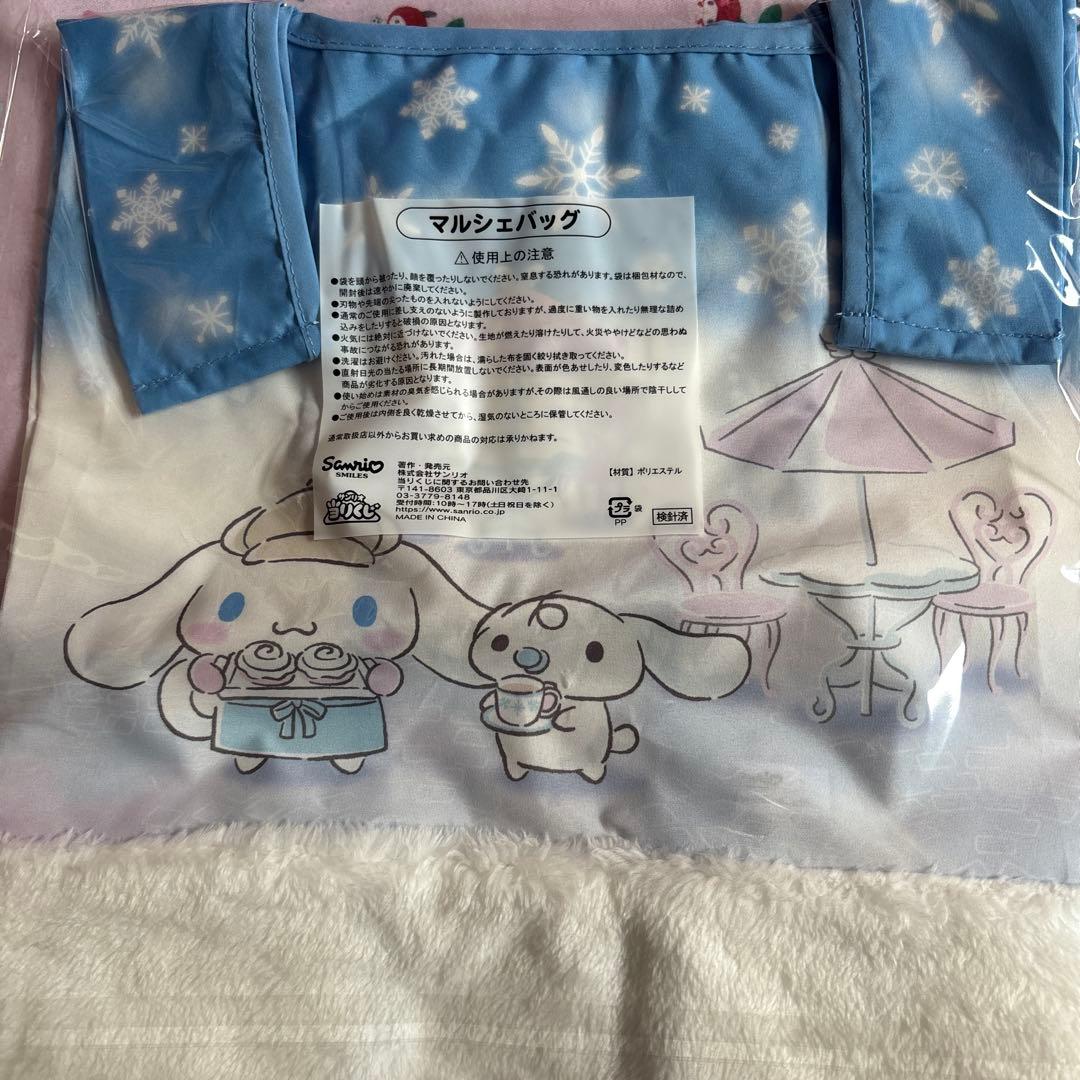 マルシェバッグ
⚠使用上の注意
●袋を頭から被ったり、顔を覆ったりしないでください。窒息する恐れがあります。袋は梱包材なので、
開封後は速やかに廃棄してください。
●刃物や先端の尖ったものを入れないようにしてください。
●通常のご使用に差し支えのないように製作しておりますが、過度に重い物を入れたり無理な詰め
込みをしたりすると破損の原因となります。
●火気には絶対に近づけないでください。生地が燃えたり溶けたりして、火災ややけどなどの思わぬ
事故につながる恐れがあります。
●洗濯はお避けください。汚れた場合は、濡らした布を固く絞り拭き取ってください。
●直射日光の当たる場所に長期間放置しないでください。表面が色あせしたり、変色したりするなど
商品が劣化する原因となります。
●使い始めは素材の臭気を感じられる場合がありますが、その際は風通しの良い場所で陰干しして
からご使用ください。
●ご使用後は内側を良く乾燥させてから、湿気のないところに保管してください。
通常取扱店以外からお買い求めの商品の対応は承りかねます。
Sanrio
SMILES
著作・発売元
株式会社サンリオ
【材質】ポリエステル
サンリオ
当りくじ
当りくじに関するお問い合わせ先
〒141-8603 東京都品川区大崎1-11-1
03-3779-8148
受付時間:10時~17時(土日祝日を除く)
https://www.sanrio.co.jp
MADE IN CHINA
プラ 袋
PP
検針済